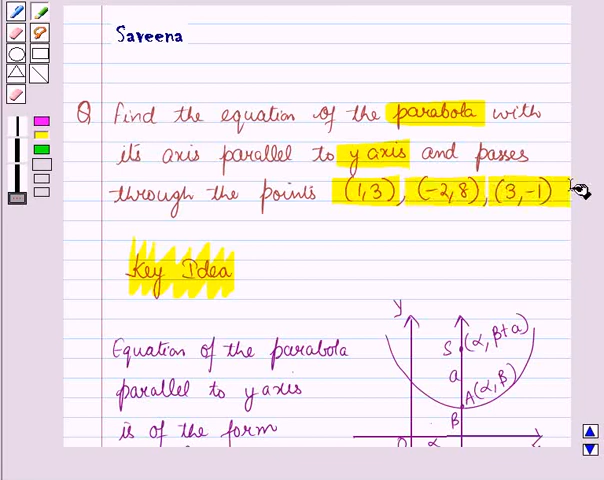 Saveena
Q Find the equation of the parabola with
its axis parallel to y axis and passes
through the points (1,3), (-2,8), (3,-1)
Key Idea
Equation of the parabola
parallel to y axis
is of the form
y
S (α, β+a)
a
A(α, β)
β
O α